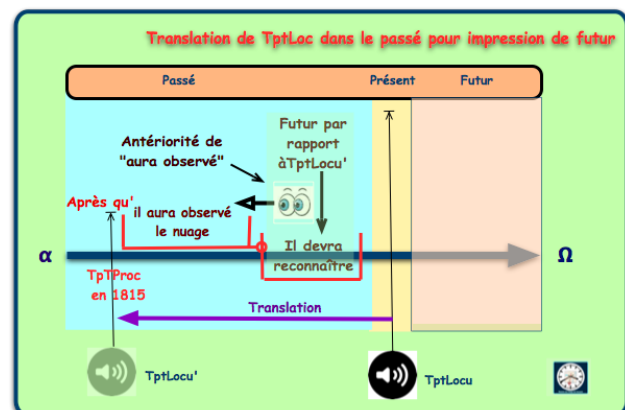 Translation de TptLoc dans le passé pour impression de futur
Passé Présent Futur
Antériorité de
"aura observé"
Futur par
rapport
àTptLocu'
Après qu'
il aura observé
le nuage
Il devra
reconnaître
α Ω
TpTProc
en 1815
Translation
TptLocu'
TptLocu